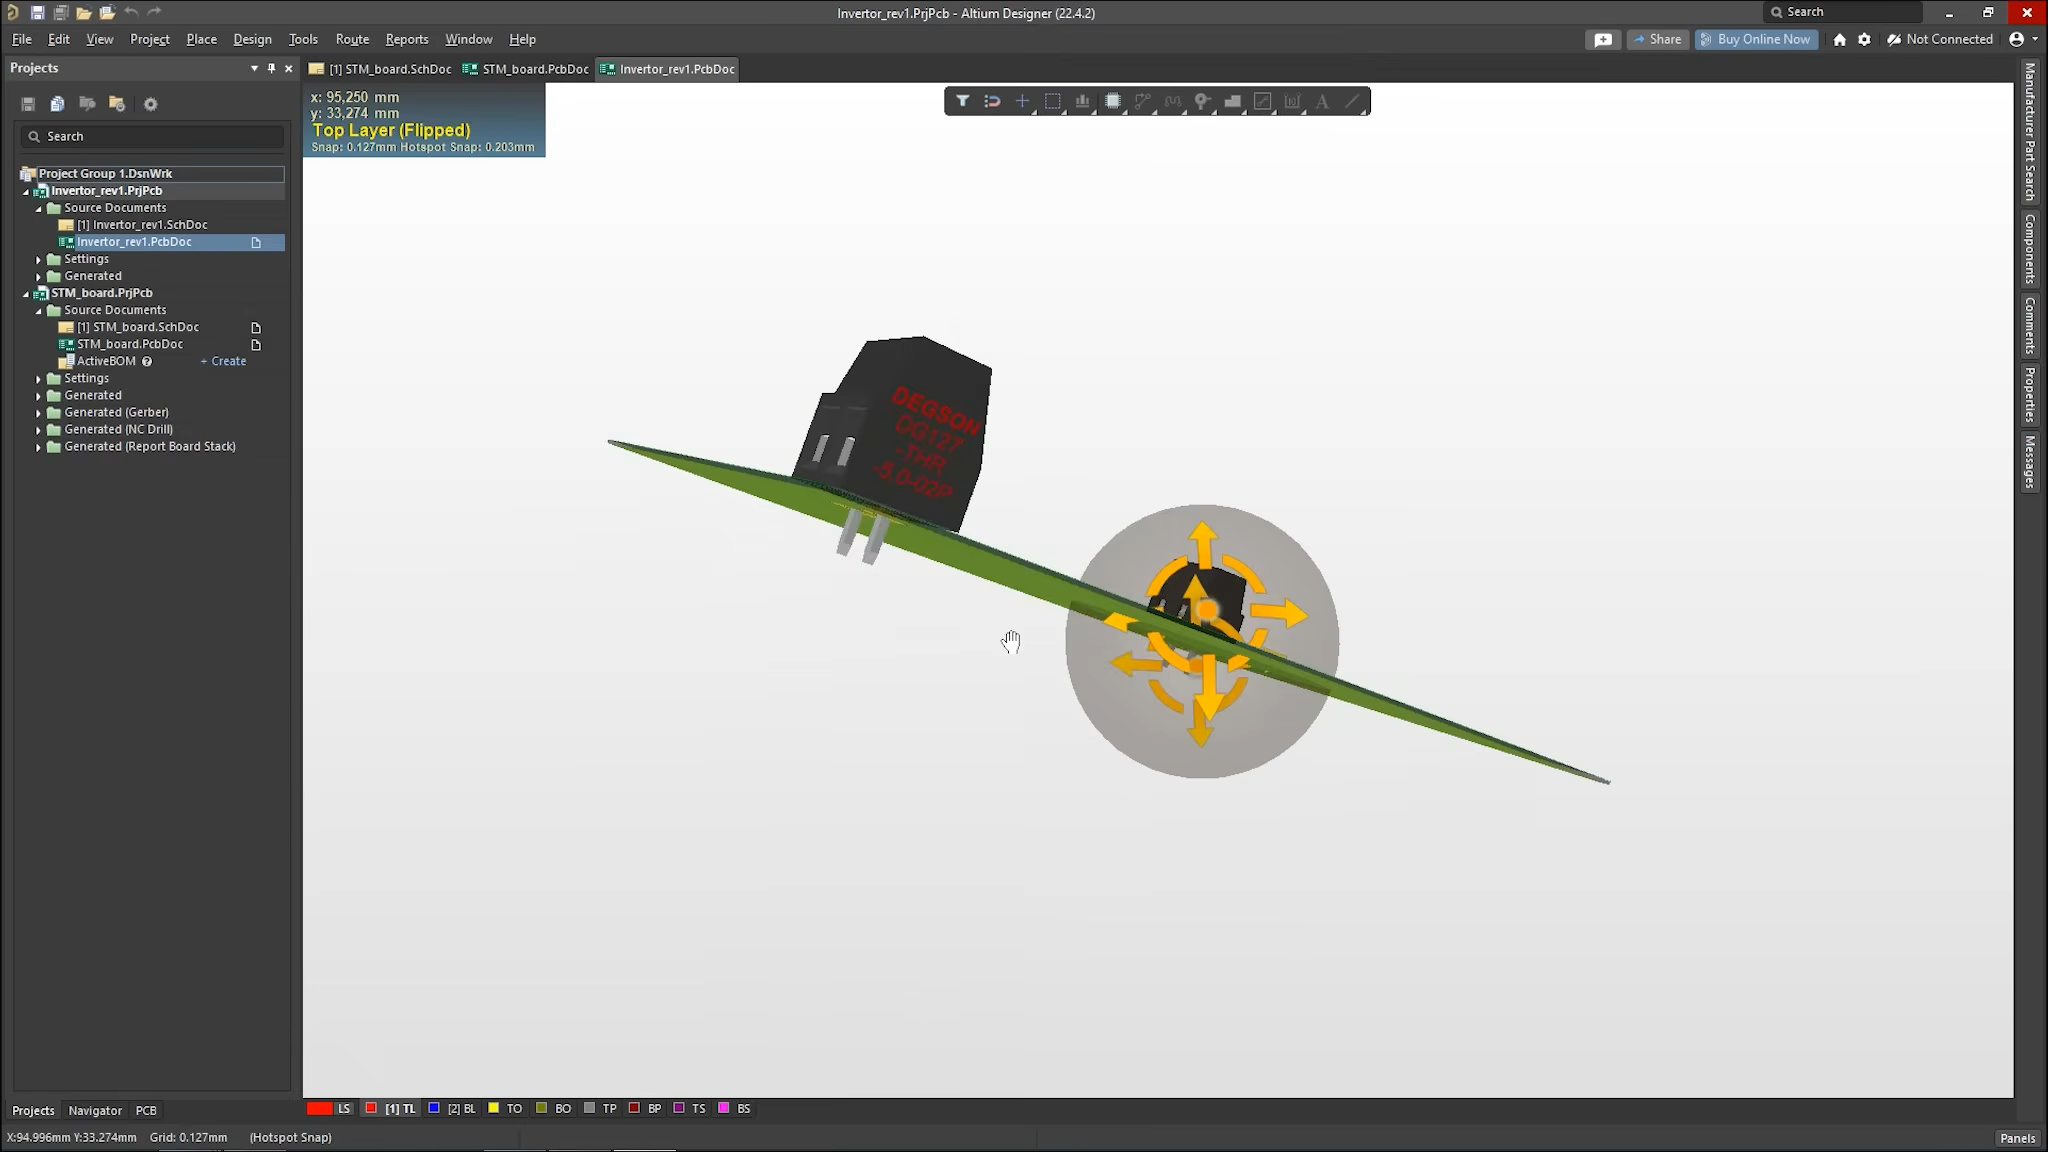 Invertor_rev1.PrjPcb - Altium Designer (22.4.2)
Search
File Edit View Project Place Design Tools Route Reports Window Help
Share
Buy Online Now
Not Connected
Projects
[1] STM_board.SchDoc
STM_board.PcbDoc
Invertor_rev1.PcbDoc
x: 95,250 mm
y: 33,274 mm
Top Layer (Flipped)
Snap: 0.127mm Hotspot Snap: 0.203mm
Search
Project Group 1.DsnWrk
Invertor_rev1.PrjPcb
Source Documents
[1] Invertor_rev1.SchDoc
Invertor_rev1.PcbDoc
Settings
Generated
STM_board.PrjPcb
Source Documents
[1] STM_board.SchDoc
STM_board.PcbDoc
ActiveBOM + Create
Settings
Generated
Generated (Gerber)
Generated (NC Drill)
Generated (Report Board Stack)
DEGSON
DG127
-THR
-5.0-02P
Manufacturer Part Search
Components
Comments
Properties
Messages
Projects Navigator PCB
LS [1] TL [2] BL TO BO TP BP TS BS
X:94.996mm Y:33.274mm Grid: 0.127mm (Hotspot Snap)
Panels